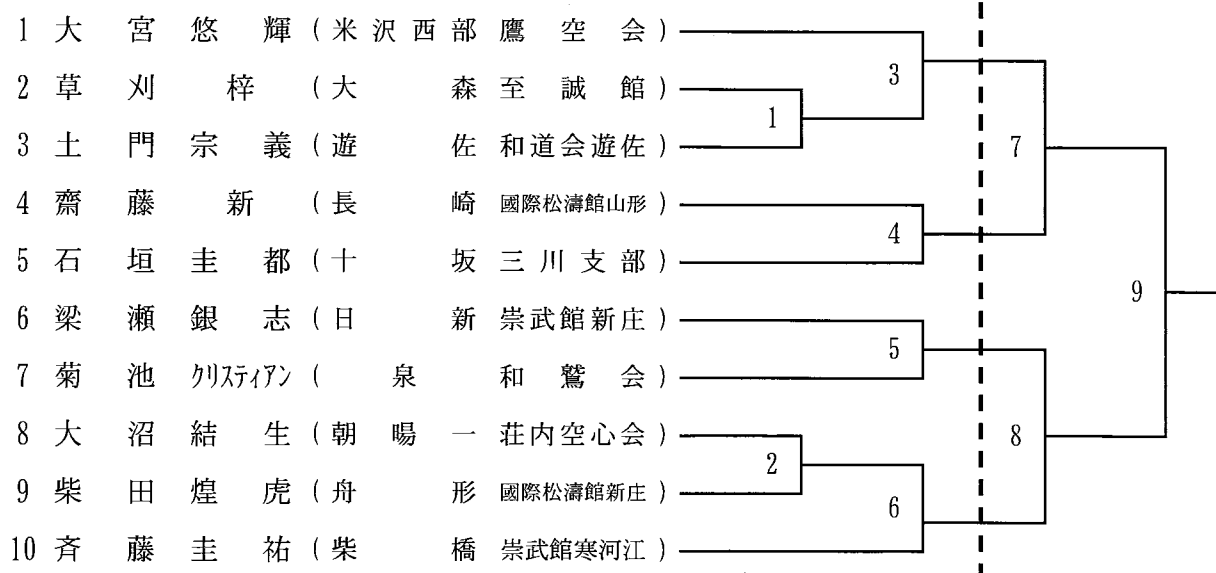 1 大宮悠輝 (米沢西部 鷹空会)
2 草刈梓 (大森 至誠館)
3 土門宗義 (遊佐 和道会遊佐)
4 齋藤新 (長崎 國際松濤館山形)
5 石垣圭都 (十坂 三川支部)
6 梁瀬銀志 (日新 崇武館新庄)
7 菊池クリスティアン (泉 和鷲会)
8 大沼結生 (朝暘一 荘内空心会)
9 柴田煌虎 (舟形 國際松濤館新庄)
10 斉藤圭祐 (柴橋 崇武館寒河江)
3
1
7
4
9
5
8
2
6